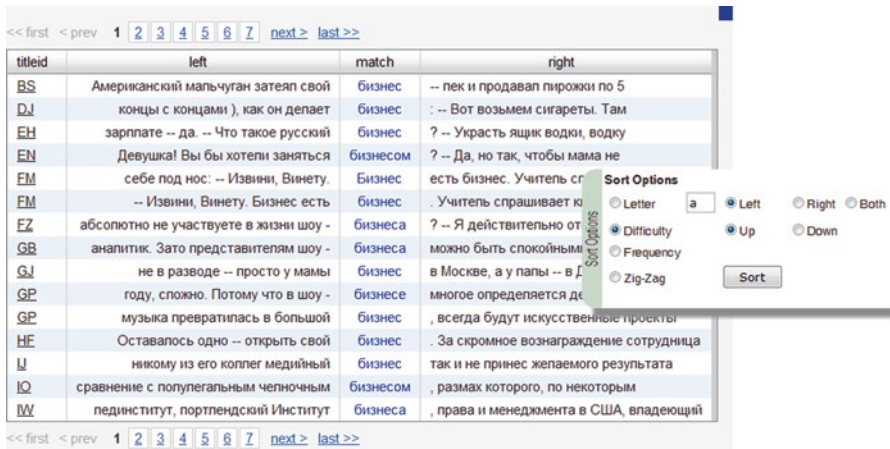 << first < prev 1 2 3 4 5 6 7 next > last >>
titleid left match right
BS Американский мальчуган затеял свой бизнес -- пек и продавал пирожки по 5
DJ концы с концами ), как он делает бизнес : -- Вот возьмем сигареты. Там
EH зарплате -- да. -- Что такое русский бизнес ? -- Украсть ящик водки, водку
EN Девушка! Вы бы хотели заняться бизнесом ? -- Да, но так, чтобы мама не
FM себе под нос: -- Извини, Винету. Бизнес есть бизнес. Учитель
FM -- Извини, Винету. Бизнес есть бизнес . Учитель спрашивает
FZ абсолютно не участвуете в жизни шоу - бизнеса ? -- Я действительно
GB аналитик. Зато представителям шоу - бизнеса можно быть
GJ не в разводе -- просто у мамы бизнес в Москве, а у папы -- в
GP году, сложно. Потому что в шоу - бизнесе многое определяется
GP музыка превратилась в большой бизнес , всегда будут искусственные проекты
HF Оставалось одно -- открыть свой бизнес . За скромное вознаграждение сотрудница
IJ никому из его коллег медийный бизнес так и не принес желаемого результата
IO сравнение с полулегальным челночным бизнесом , размах которого, по некоторым
IW пединститут, портлендский Институт бизнеса , права и менеджмента в США, владеющий
<< first < prev 1 2 3 4 5 6 7 next > last >>
Sort Options
Sort Options
Letter a Left Right Both
Difficulty Up Down
Frequency
Zig-Zag Sort